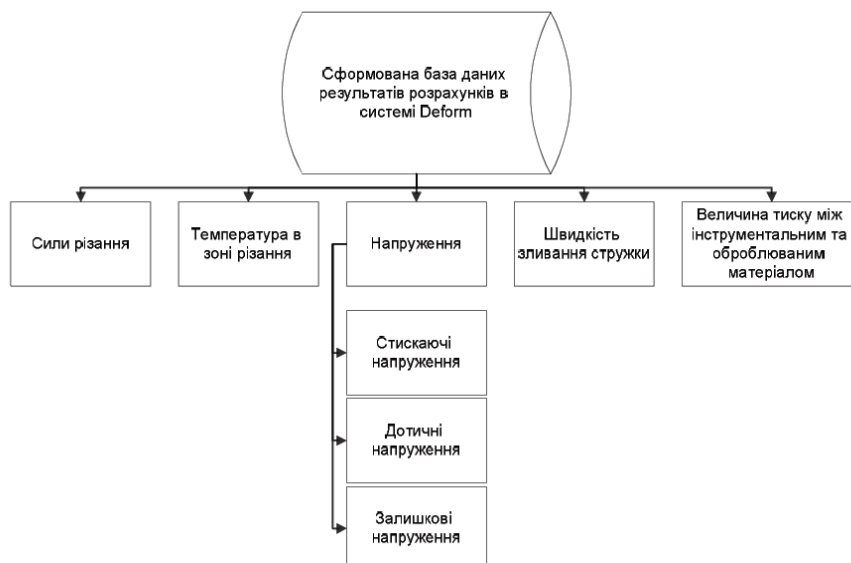 Сформована база даних
результатів розрахунків в
системі Deform
Сили різання
Температура в
зоні різання
Напруження
Швидкість
зливання стружки
Величина тиску між
інструментальним та
оброблюваним
матеріалом
Стискаючі
напруження
Дотичні
напруження
Залишкові
напруження